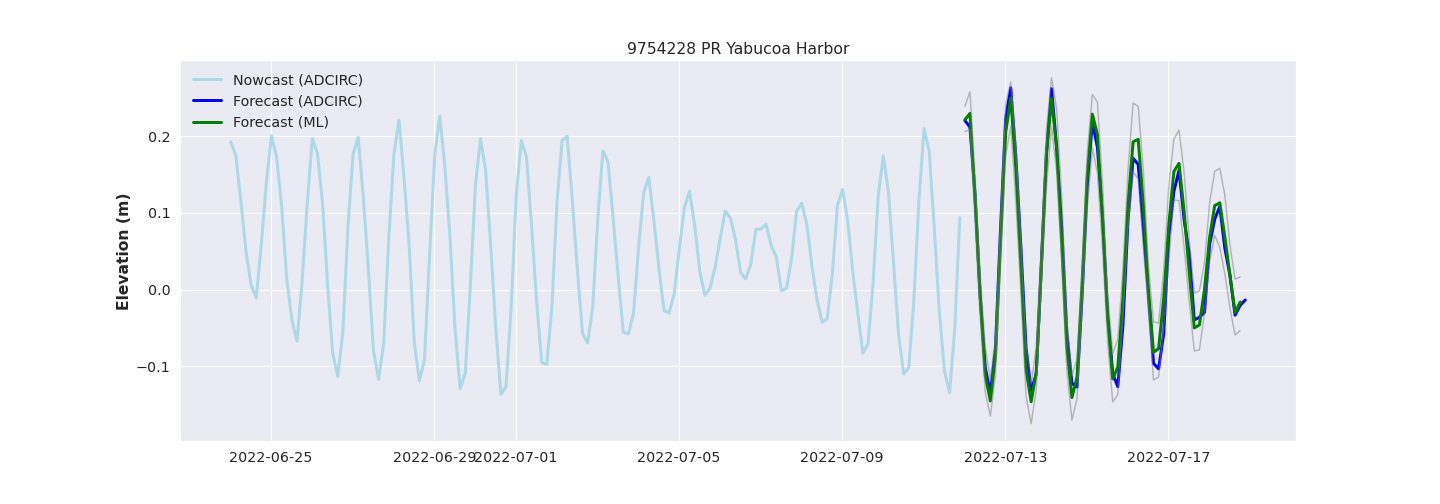 9754228 PR Yabucoa Harbor
Nowcast (ADCIRC)
Forecast (ADCIRC)
Forecast (ML)
Elevation (m)
0.2
0.1
0.0
−0.1
2022-06-25
2022-06-29
2022-07-01
2022-07-05
2022-07-09
2022-07-13
2022-07-17